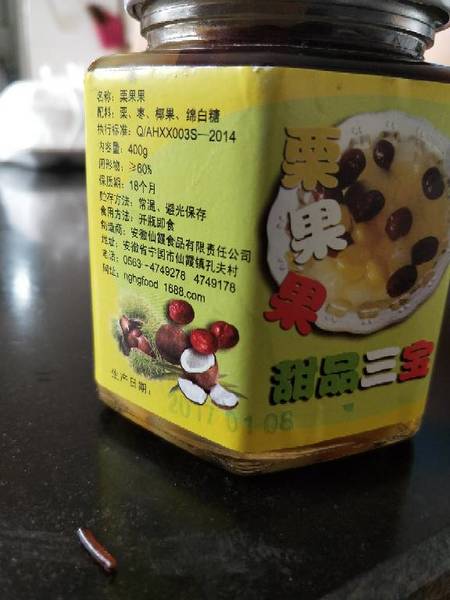 名称：栗果果
配料：栗、枣、椰果、绵白糖
执行标准：Q/AHXX003S—2014
内容量：400g
固形物：≥60%
保质期：18个月
贮存方法：常温、避光保存
食用方法：开瓶即食
制造商：安徽仙霞食品有限责任公司
地址：安徽省宁国市仙霞镇孔夫村
电话：0563-4749278 4749178
网址：nghgfood 1688.com
生产日期：
2017 01 08
栗果果
甜品三宝